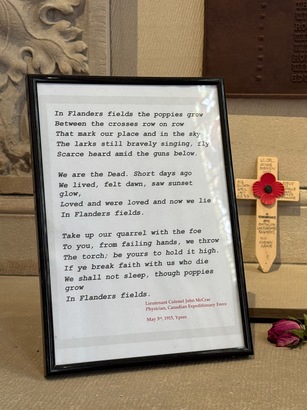 In Flanders fields the poppies grow
Between the crosses row on row
That mark our place and in the sky
The larks still bravely singing, fly
Scarce heard amid the guns below.
We are the Dead. Short days ago
We lived, felt dawn, saw sunset
glow,
Loved and were loved and now we lie
In Flanders fields.
Take up our quarrel with the foe
To you, from failing hands, we throw
The torch; be yours to hold it high.
If ye break faith with us who die
We shall not sleep, though poppies
grow
In Flanders fields.
Lieutenant Colonel John McCrae
Physician, Canadian Expeditionary Force
May 3rd, 1915, Ypres